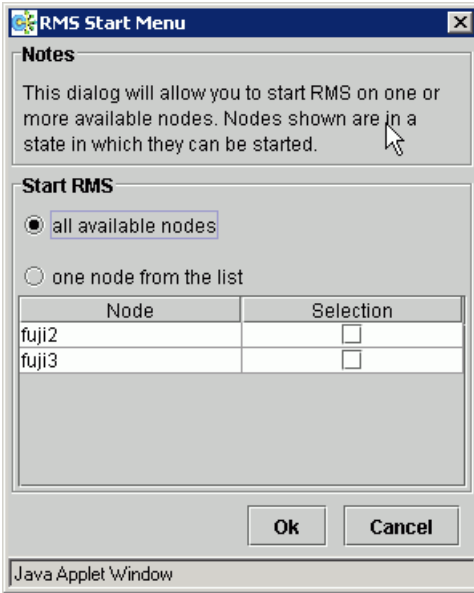 RMS Start Menu
Notes
This dialog will allow you to start RMS on one or
more available nodes. Nodes shown are in a
state in which they can be started.
Start RMS
all available nodes
one node from the list
Node Selection
fuji2
fuji3
Ok Cancel
Java Applet Window